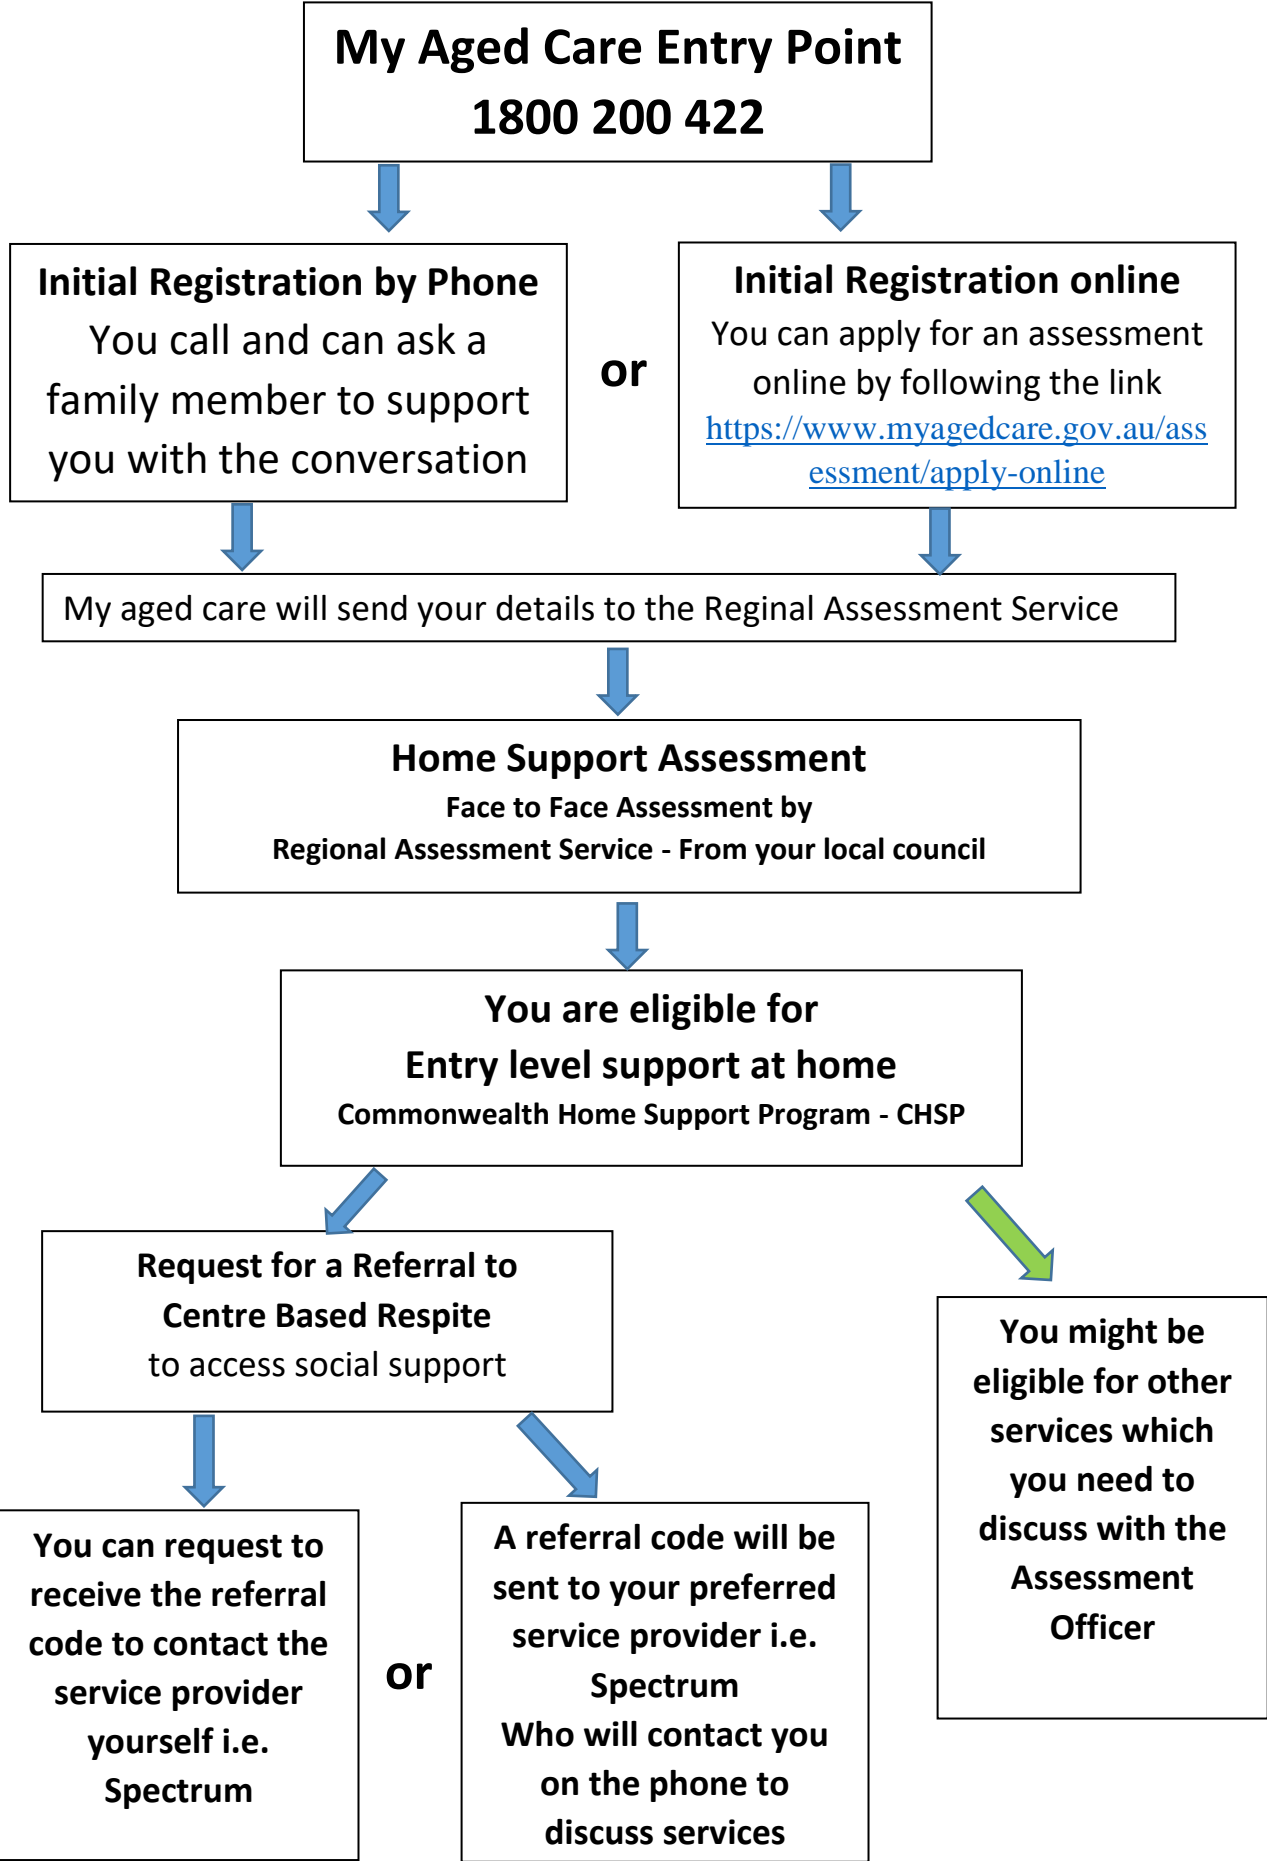 My Aged Care Entry Point
1800 200 422
Initial Registration by Phone
You call and can ask a
family member to support
you with the conversation
or
Initial Registration online
You can apply for an assessment
online by following the link
https://www.myagedcare.gov.au/ass
essment/apply-online
My aged care will send your details to the Reginal Assessment Service
Home Support Assessment
Face to Face Assessment by
Regional Assessment Service - From your local council
You are eligible for
Entry level support at home
Commonwealth Home Support Program - CHSP
Request for a Referral to
Centre Based Respite
to access social support
You might be
eligible for other
services which
you need to
discuss with the
Assessment
Officer
You can request to
receive the referral
code to contact the
service provider
yourself i.e.
Spectrum
or
A referral code will be
sent to your preferred
service provider i.e.
Spectrum
Who will contact you
on the phone to
discuss services